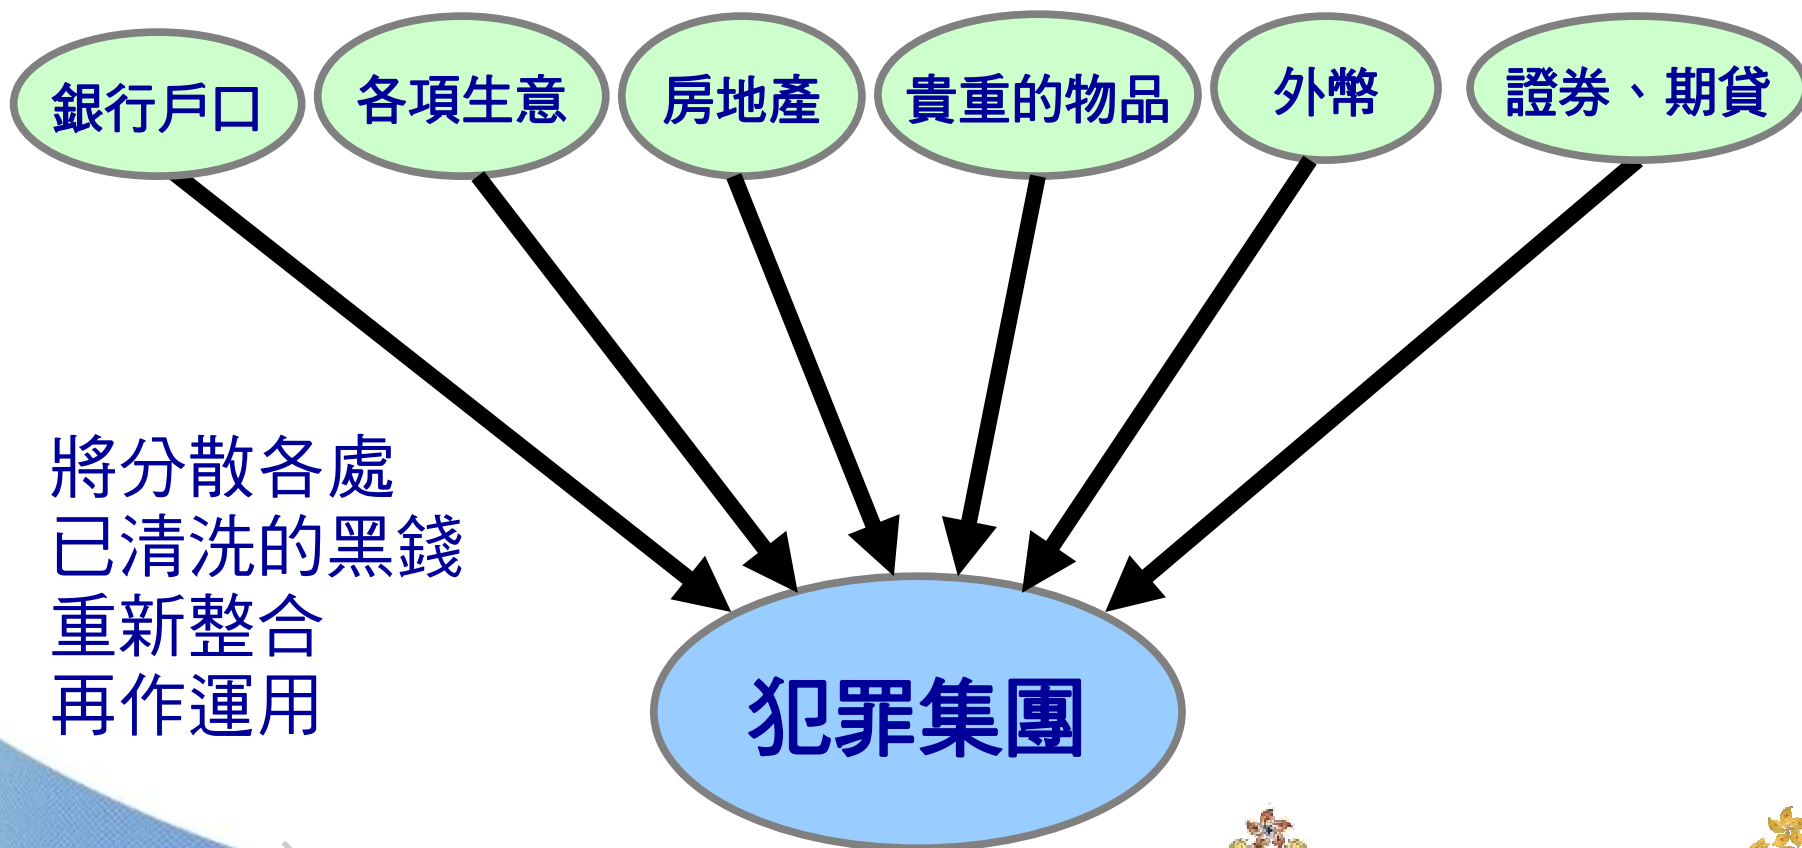 銀行戶口
各項生意
房地產
貴重的物品
外幣
證券、期貸
將分散各處
已清洗的黑錢
重新整合
再作運用
犯罪集團